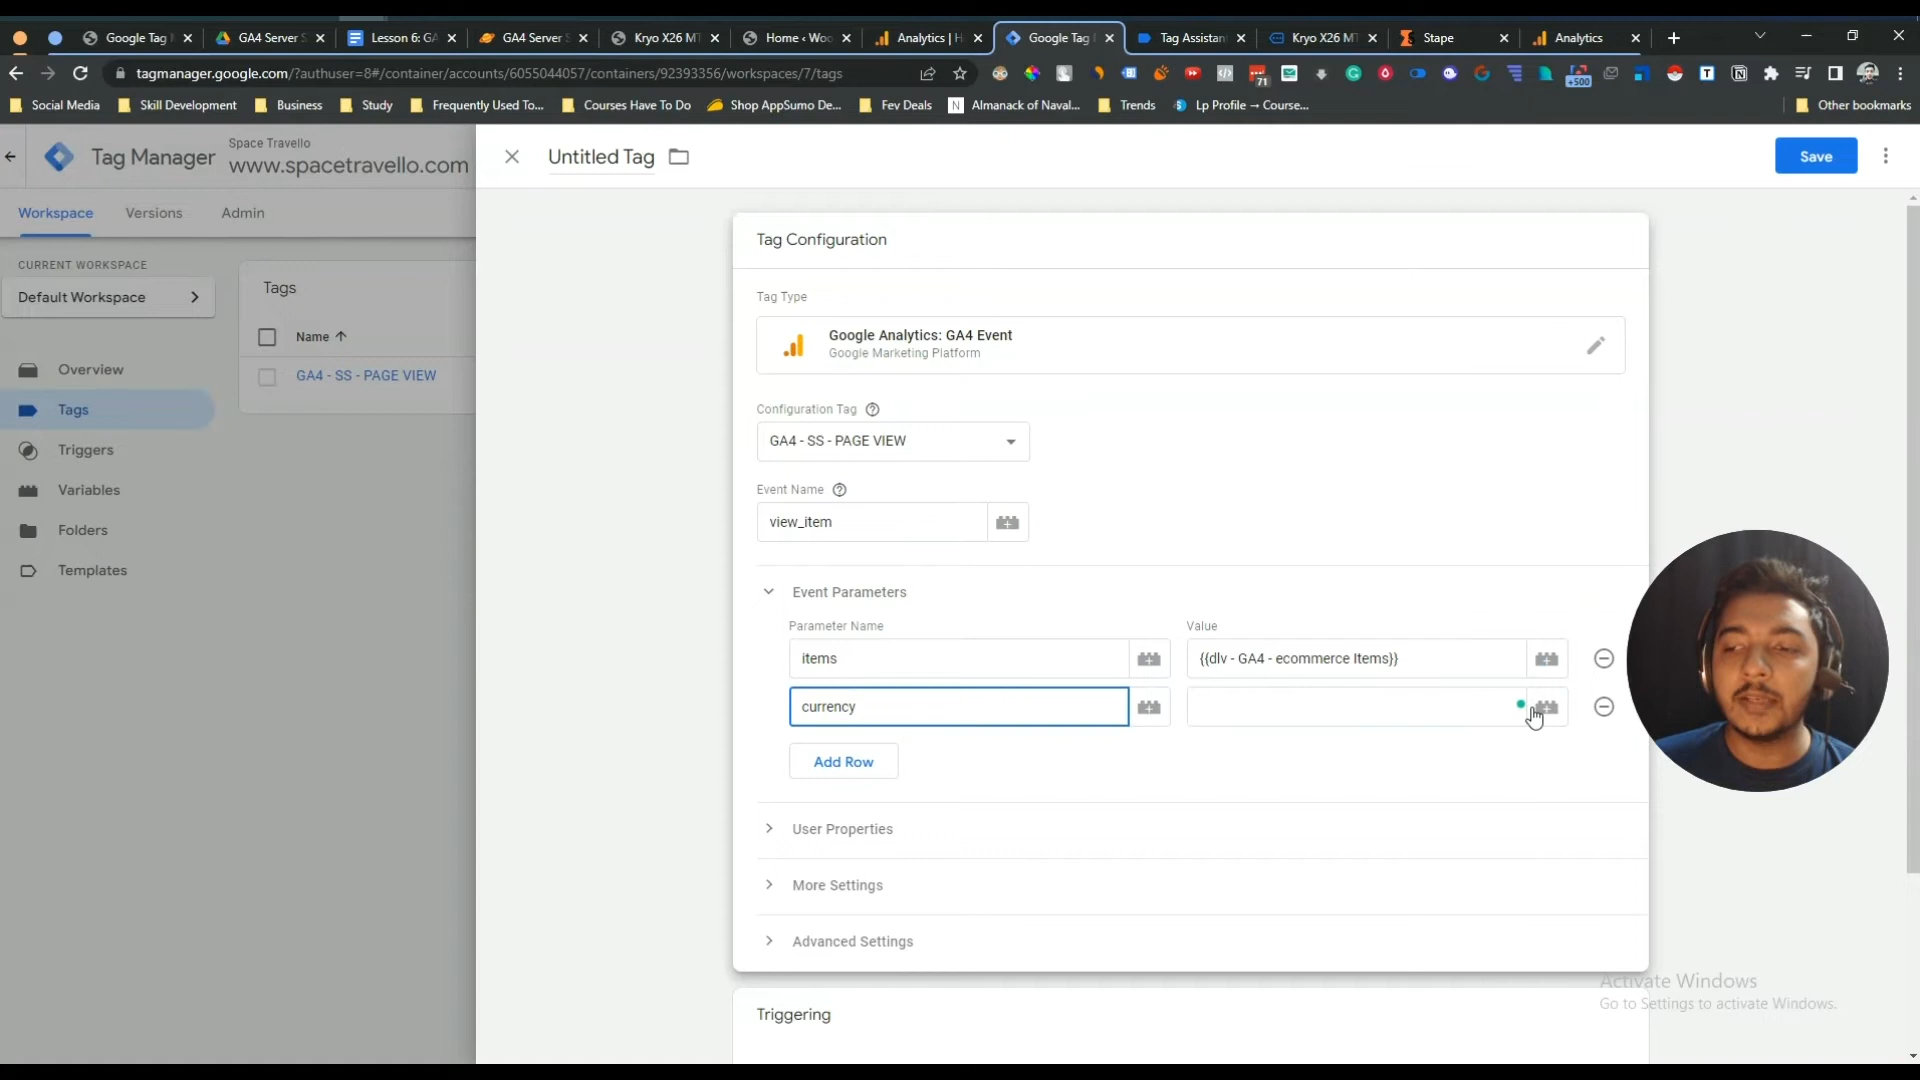 Google Tag
GA4 Server S
Lesson 6: GA
GA4 Server S
Kryo X26 MT
Home ‹ Woo
Analytics | H
Google Tag
Tag Assistan
Kryo X26 MT
Stape
Analytics
tagmanager.google.com/?authuser=8#/container/accounts/6055044057/containers/92393356/workspaces/7/tags
71
+500
Social Media
Skill Development
Business
Study
Frequently Used To...
Courses Have To Do
Shop AppSumo De...
Fev Deals
Almanack of Naval...
Trends
Lp Profile → Course...
Other bookmarks
Tag Manager
Space Travello
www.spacetravello.com
Untitled Tag
Save
Workspace
Versions
Admin
CURRENT WORKSPACE
Default Workspace
Overview
Tags
Triggers
Variables
Folders
Templates
Tags
Name
GA4 - SS - PAGE VIEW
Tag Configuration
Tag Type
Google Analytics: GA4 Event
Google Marketing Platform
Configuration Tag
GA4 - SS - PAGE VIEW
Event Name
view_item
Event Parameters
Parameter Name
Value
items
{{dlv - GA4 - ecommerce Items}}
currency
Add Row
User Properties
More Settings
Advanced Settings
Triggering
Activate Windows
Go to Settings to activate Windows.